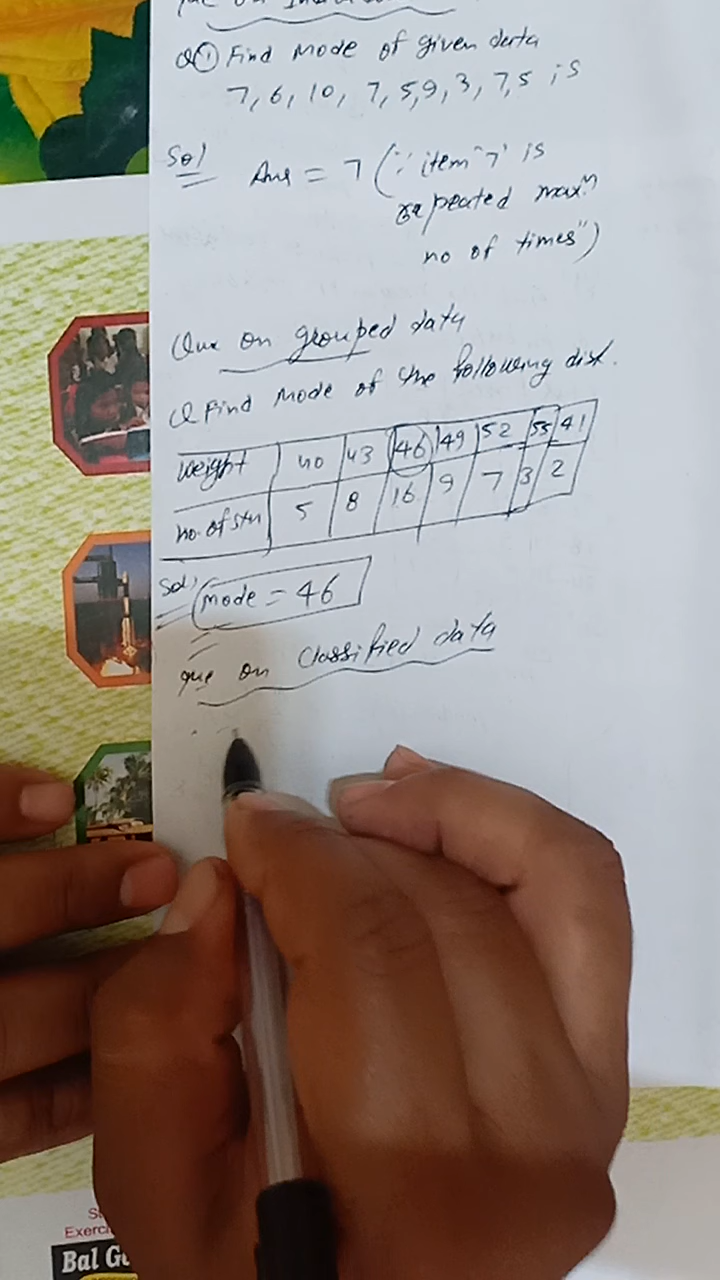 Q① Find Mode of given data
7, 6, 10, 7, 5, 9, 3, 7, 5 is
Sol Ans = 7 (∵ item "7" is
repeated maxm
no of times")
Que on grouped data
Q Find Mode of the following dist.
Weight 40 43 46 49 52 55 41
no. of stu 5 8 16 9 7 3 2
Sol, mode = 46
que on classified data
Exerc
Bal G